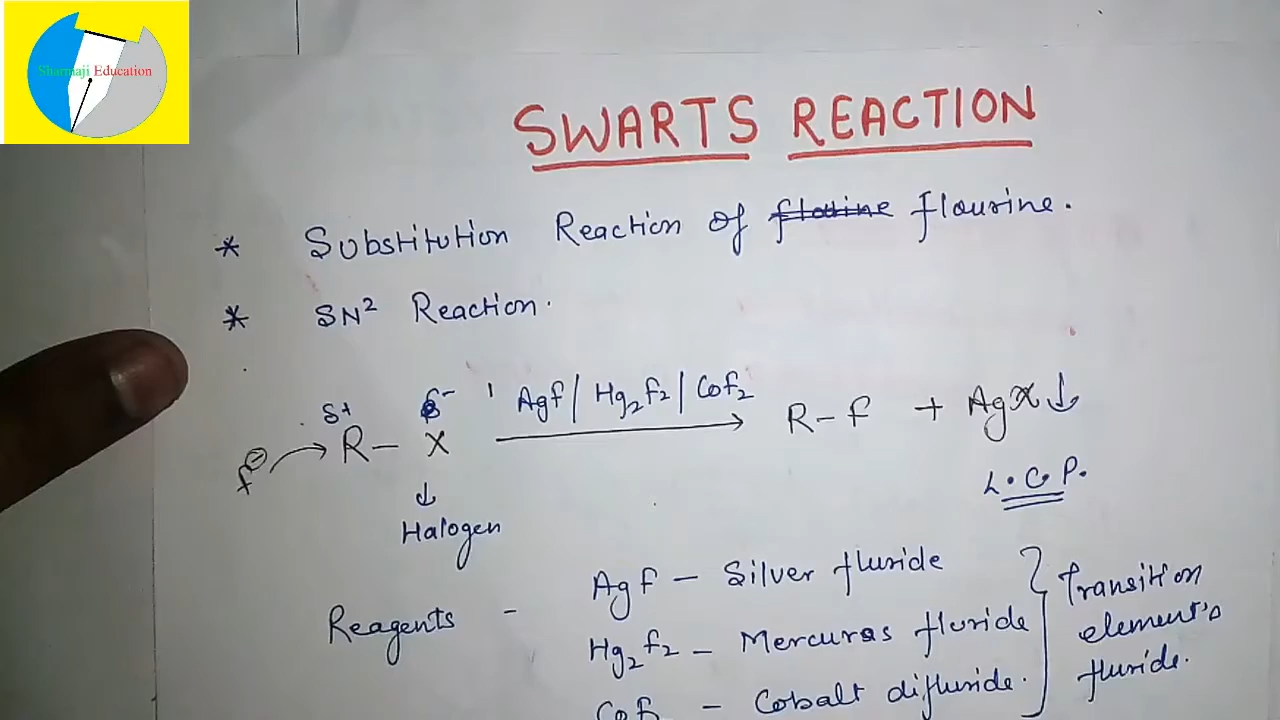 Sharmaji Education
SWARTS REACTION
* Substitution Reaction of flourine.
* SN² Reaction.
δ+ δ- AgF / Hg₂F₂ / CoF₂
F⊖ R – X → R – F + AgX ↓
↓ L.C.P.
Halogen
Reagents - AgF – Silver fluride
Hg₂F₂ – Mercuras fluride
CoF₂ – Cobalt difluride.
Transition
element's
fluride.